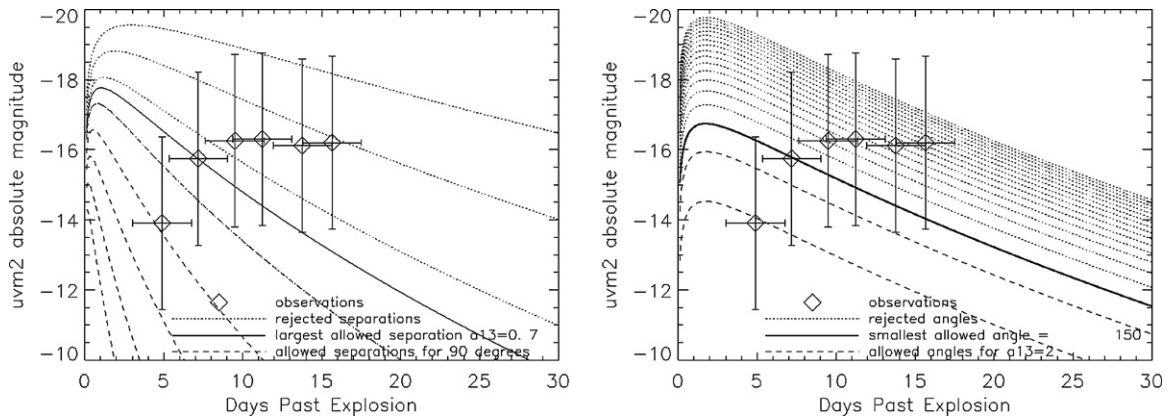 uvm2 absolute magnitude
-20
-18
-16
-14
-12
-10
observations
rejected separations
largest allowed separation a13=0. 7
allowed separations for 90 degrees
0 5 10 15 20 25 30
Days Past Explosion
uvm2 absolute magnitude
-20
-18
-16
-14
-12
-10
observations
rejected angles
smallest allowed angle = 150
allowed angles for a13=2
0 5 10 15 20 25 30
Days Past Explosion